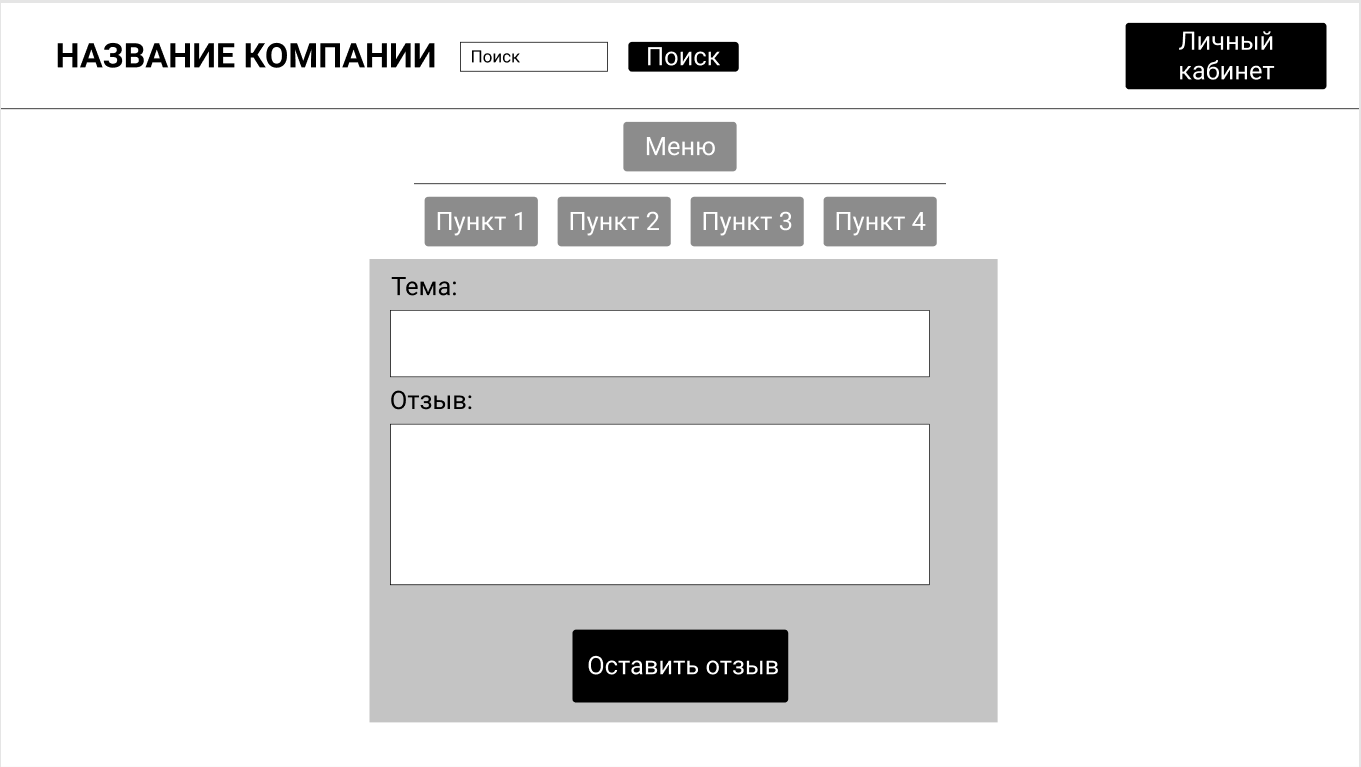 НАЗВАНИЕ КОМПАНИИ
Поиск
Поиск
Личный
кабинет
Меню
Пункт 1
Пункт 2
Пункт 3
Пункт 4
Тема:
Отзыв:
Оставить отзыв